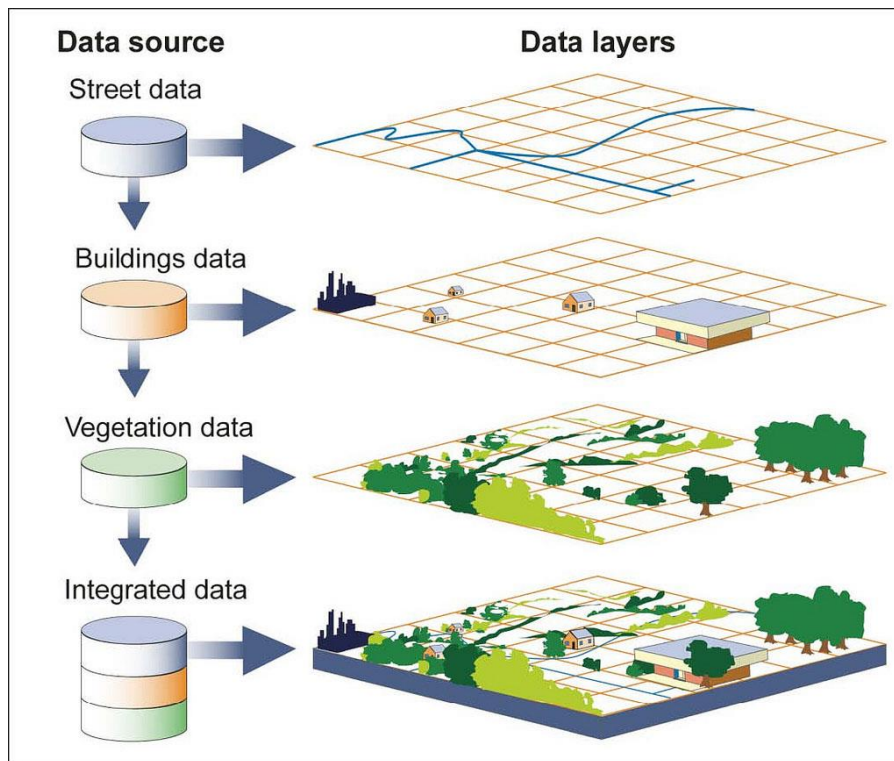 Data source
Data layers
Street data
Buildings data
Vegetation data
Integrated data